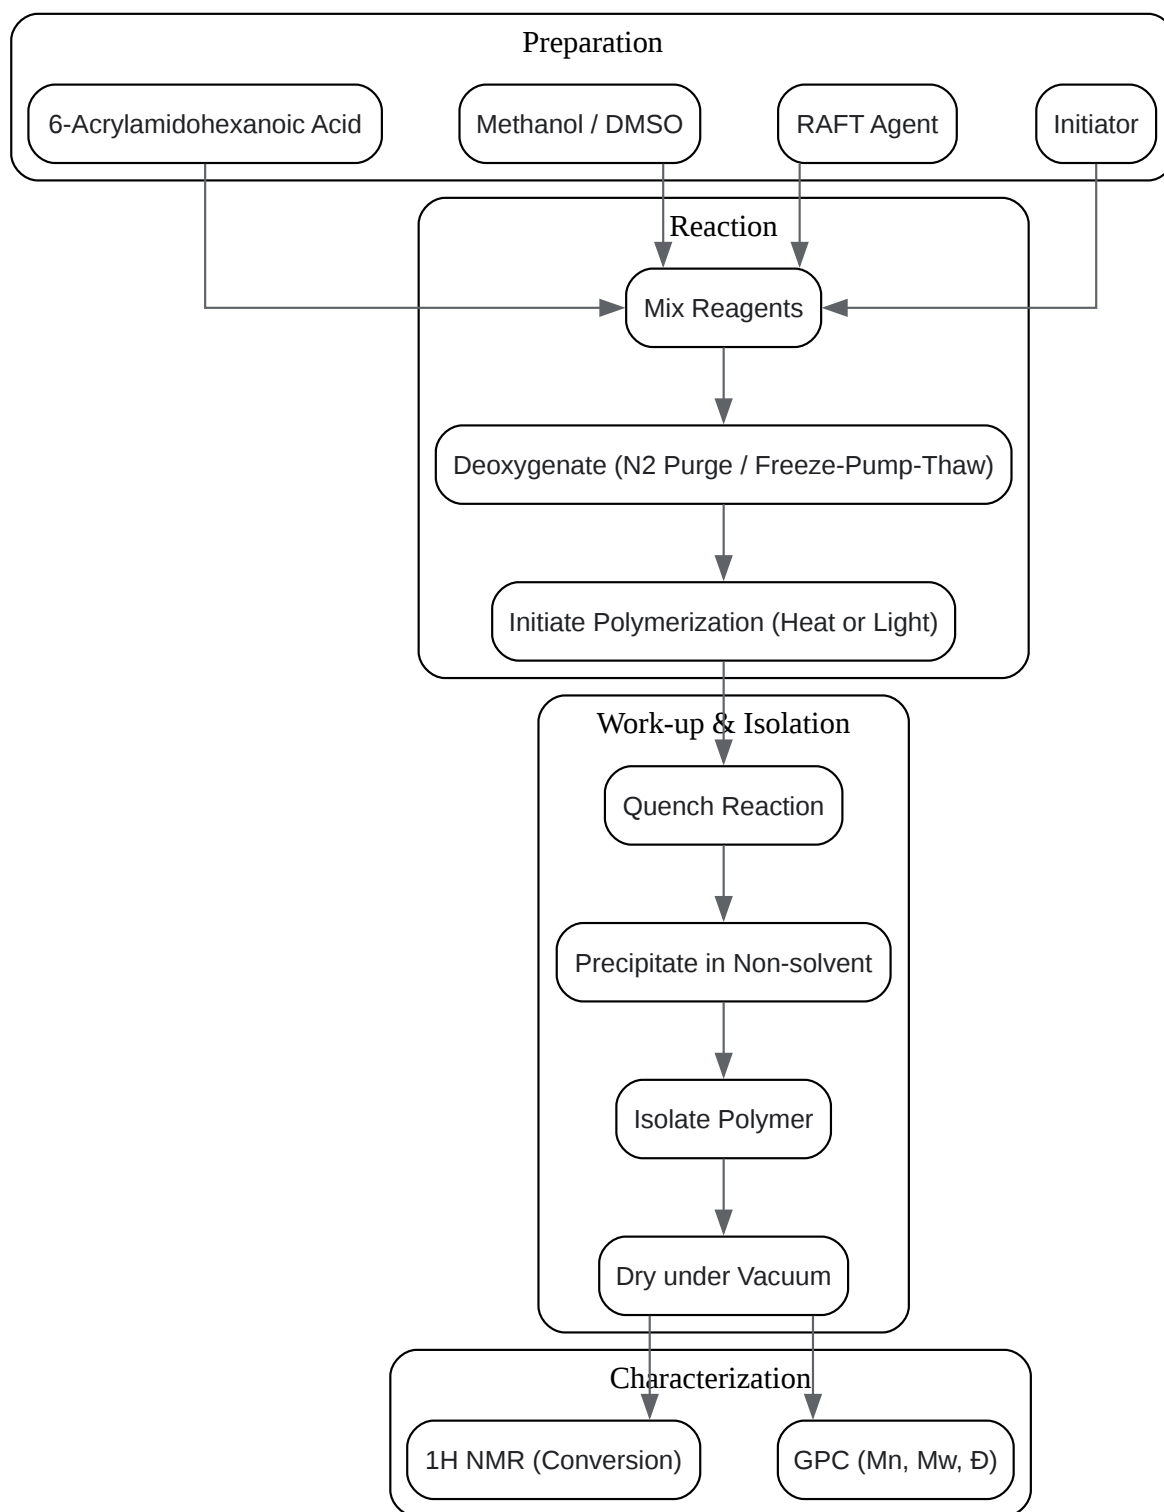 Preparation
6-Acrylamidohexanoic Acid
Methanol / DMSO
RAFT Agent
Initiator
Reaction
Mix Reagents
Deoxygenate (N2 Purge / Freeze-Pump-Thaw)
Initiate Polymerization (Heat or Light)
Work-up & Isolation
Quench Reaction
Precipitate in Non-solvent
Isolate Polymer
Dry under Vacuum
Characterization
1H NMR (Conversion)
GPC (Mn, Mw, Đ)